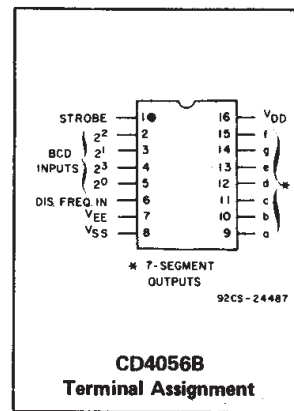 STROBE 1 16 VDD
2² 2 15 f
BCD 2¹ 3 14 g
INPUTS 2³ 4 13 e
2⁰ 5 12 d *
DIS. FREQ. IN 6 11 c
VEE 7 10 b
VSS 8 9 a
* 7-SEGMENT
OUTPUTS
92CS-24487
CD4056B
Terminal Assignment